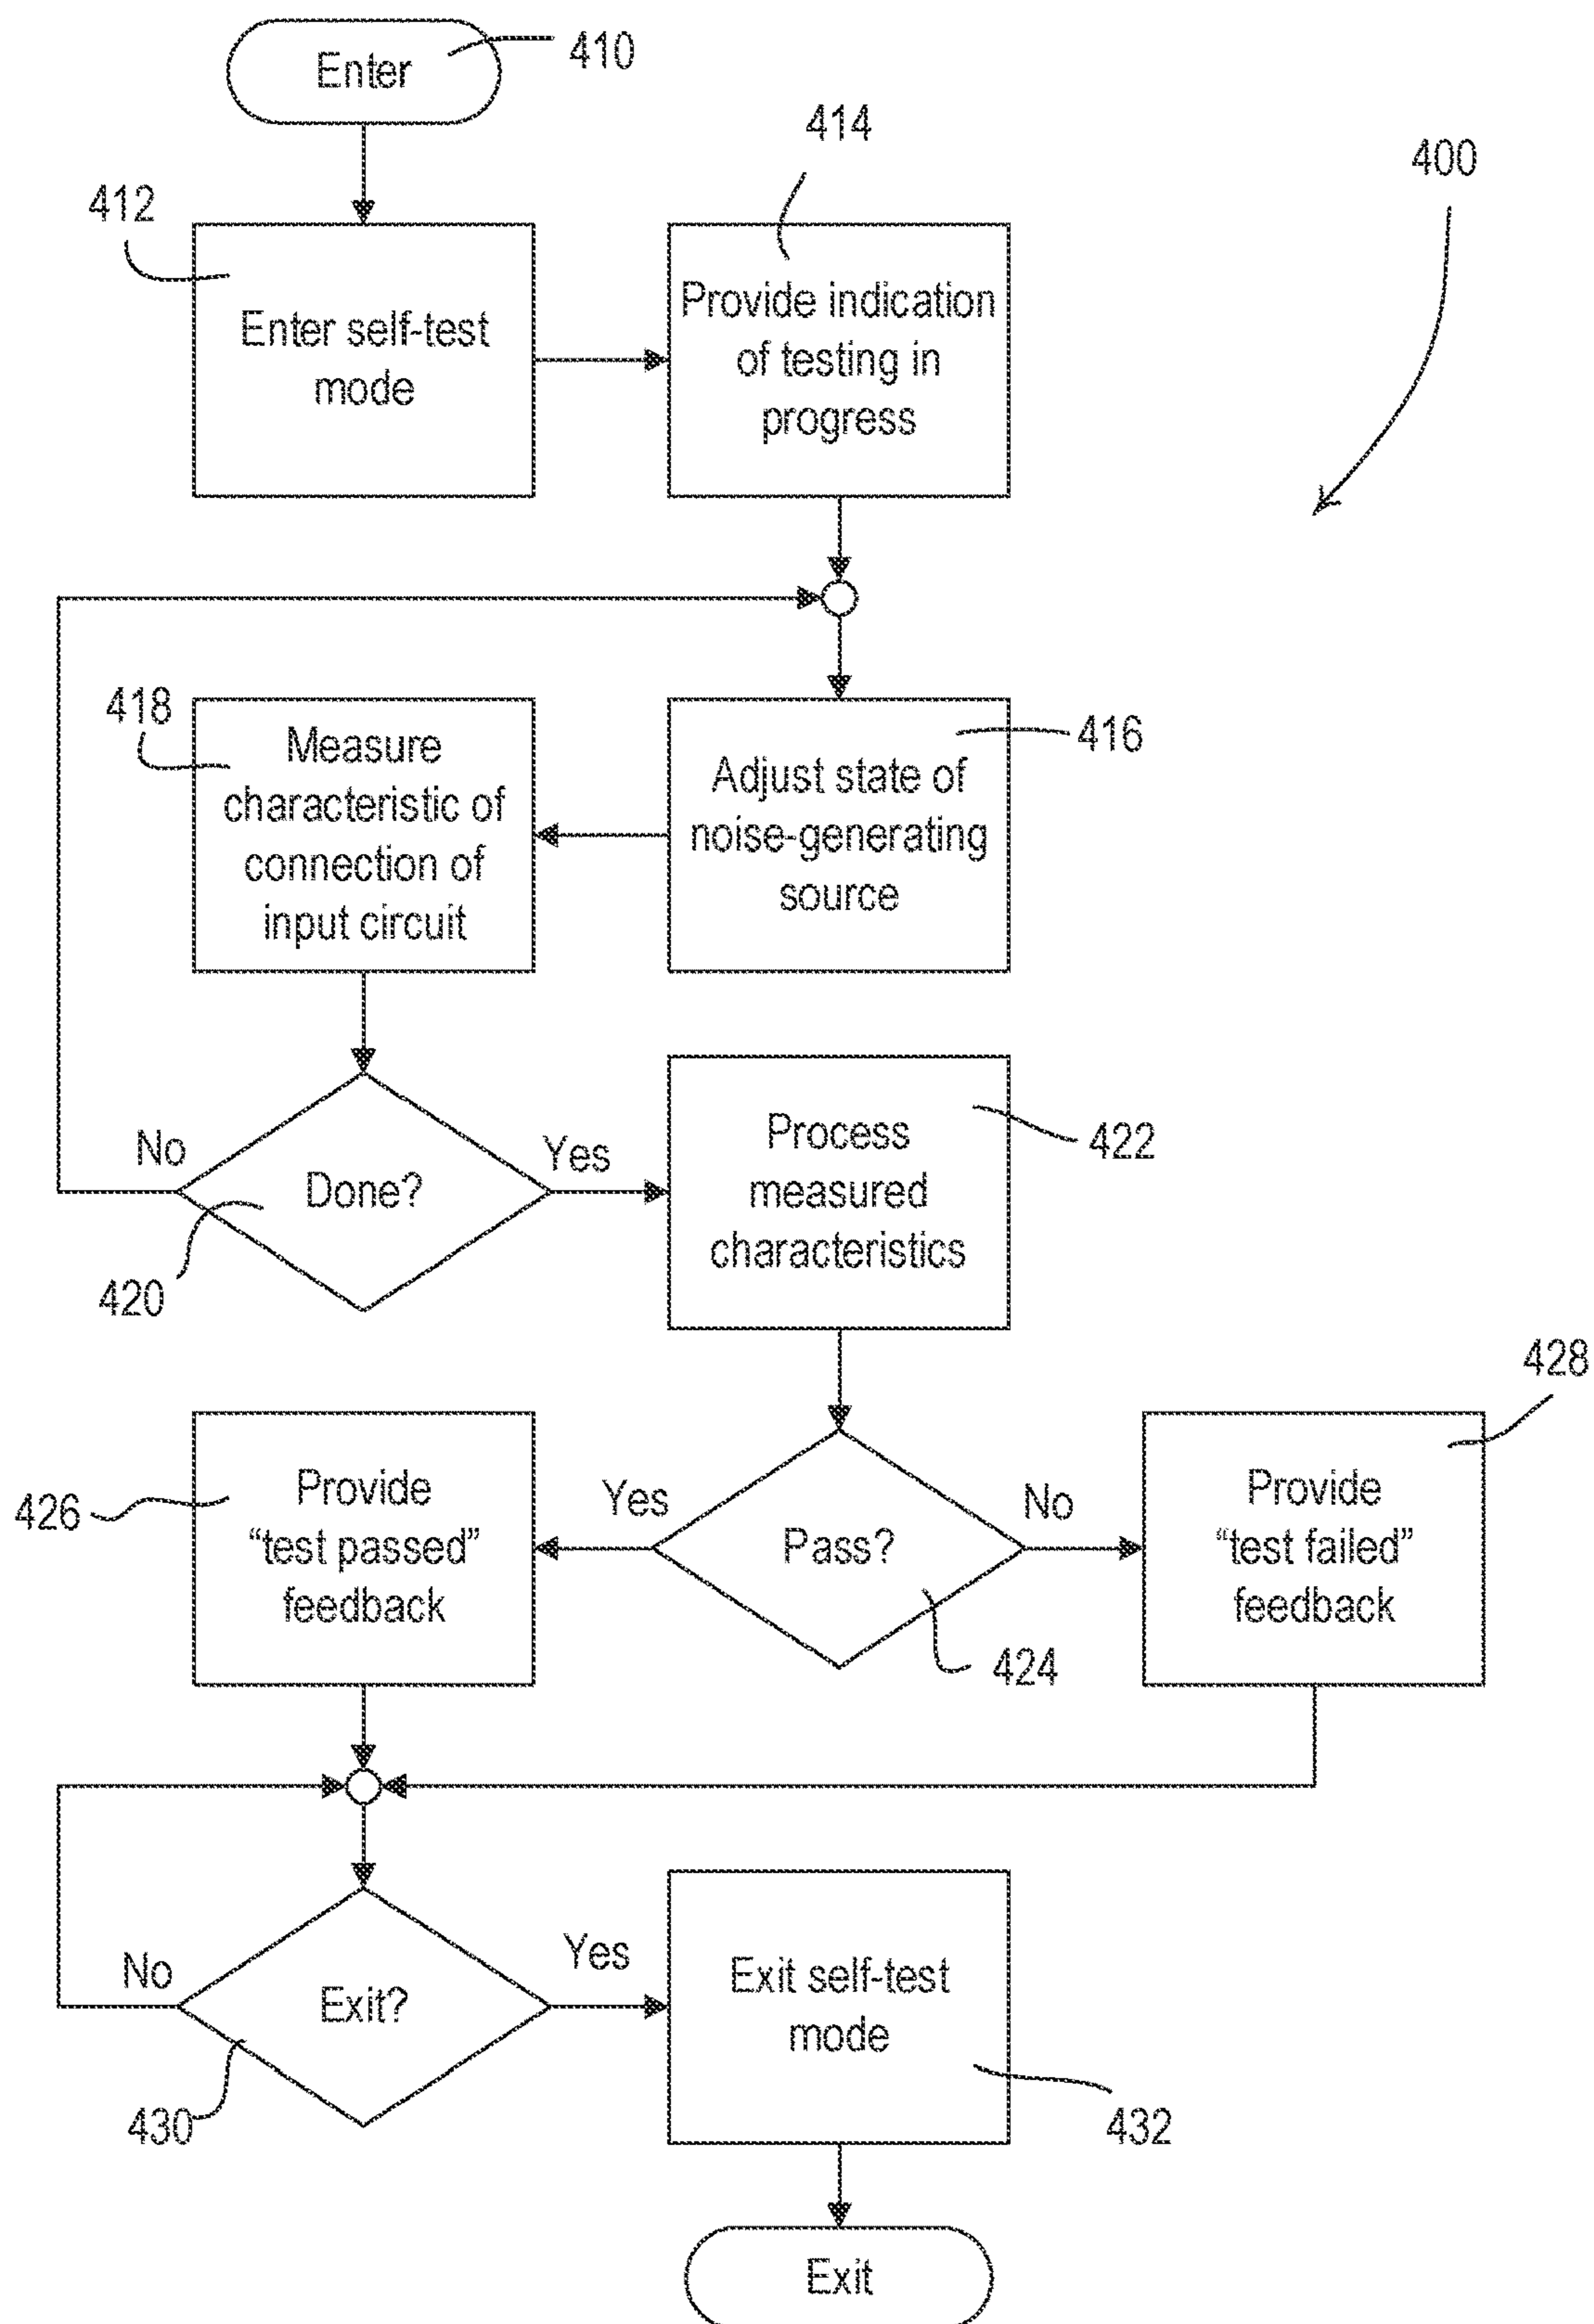 Enter
410
414
400
412
Enter self-test
mode
Provide indication
of testing in
progress
418
Measure
characteristic of
connection of
input circuit
416
Adjust state of
noise-generating
source
No
Done?
Yes
420
Process
measured
characteristics
422
428
426
Provide
“test passed”
feedback
Yes
Pass?
No
424
Provide
“test failed”
feedback
No
Exit?
Yes
430
Exit self-test
mode
432
Exit